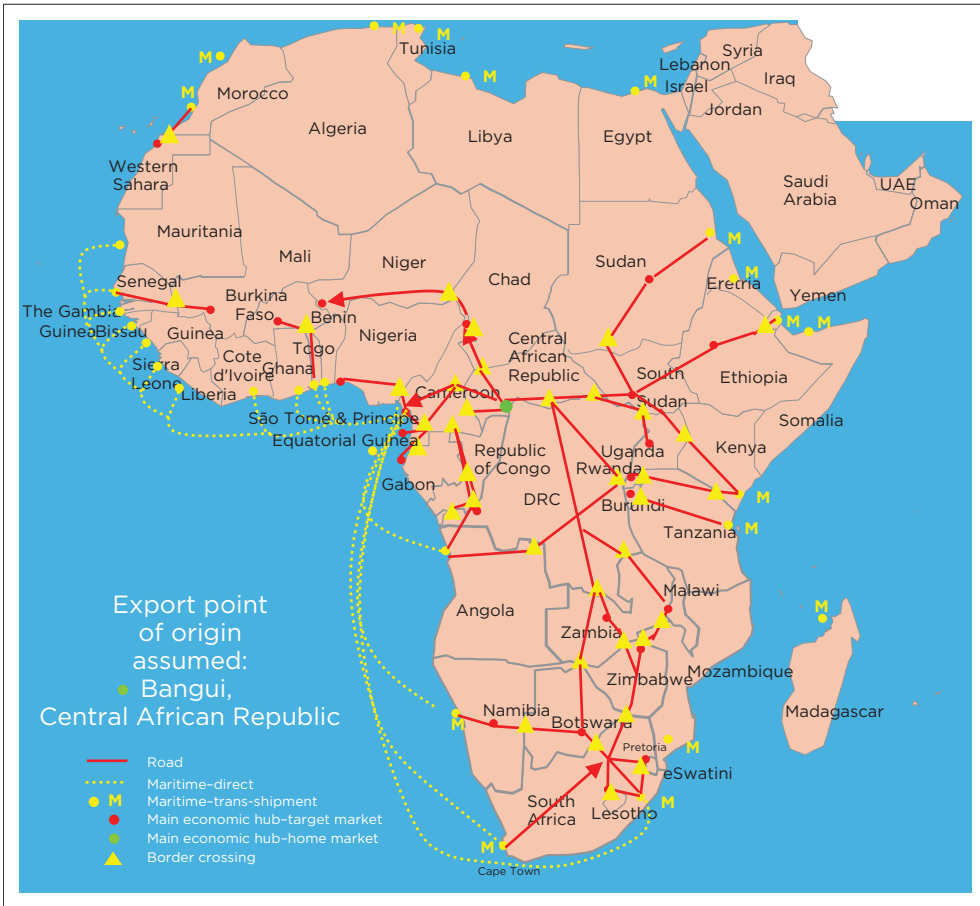 M
M
Tunisia
Syria
Lebanon
M
M
M
Israel
Iraq
M
Morocco
Jordan
Algeria
Libya
Egypt
Western
Sahara
Saudi
Arabia
UAE
Oman
Mauritania
M
Mali
Niger
Sudan
Chad
Senegal
M
Eretria
Yemen
The Gambia
Burkina
Faso
Benin
GuineaBissau
Guinea
Nigeria
M
M
Central
African
Republic
Togo
Cote
d'Ivoire
Ghana
Sierra
Leone
Liberia
South
Sudan
Ethiopia
Cameroon
São Tomé & Principe
Somalia
Equatorial Guinea
Republic
of Congo
Uganda
Kenya
Rwanda
Gabon
DRC
M
Burundi
Tanzania
M
Malawi
Export point
of origin
assumed:
Bangui,
Central African Republic
Angola
M
Zambia
Mozambique
Zimbabwe
Madagascar
Namibia
M
Botswara
Pretoria
M
eSwatini
M
South
Africa
Lesotho
M
Cape Town
Road
Maritime–direct
M Maritime–trans-shipment
Main economic hub-target market
Main economic hub-home market
Border crossing